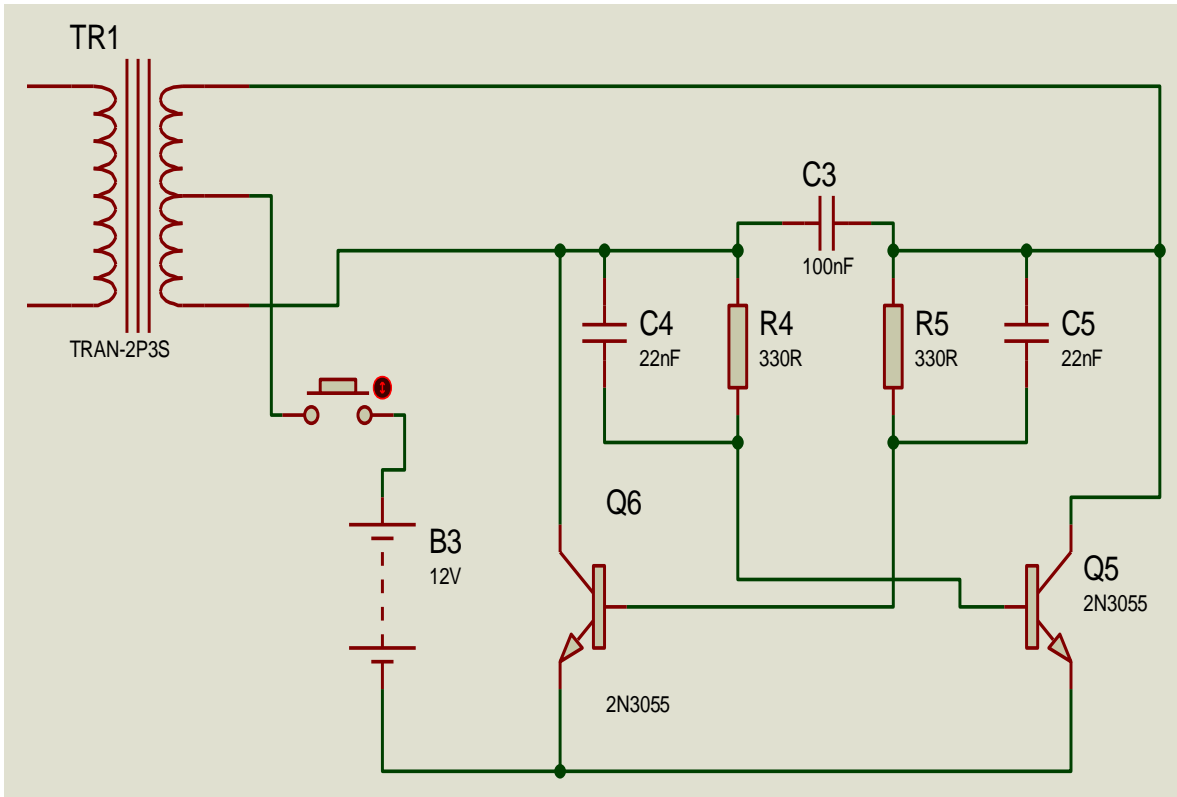 TR1
TRAN-2P3S
C3
100nF
C4
22nF
R4
330R
R5
330R
C5
22nF
Q6
2N3055
B3
12V
Q5
2N3055